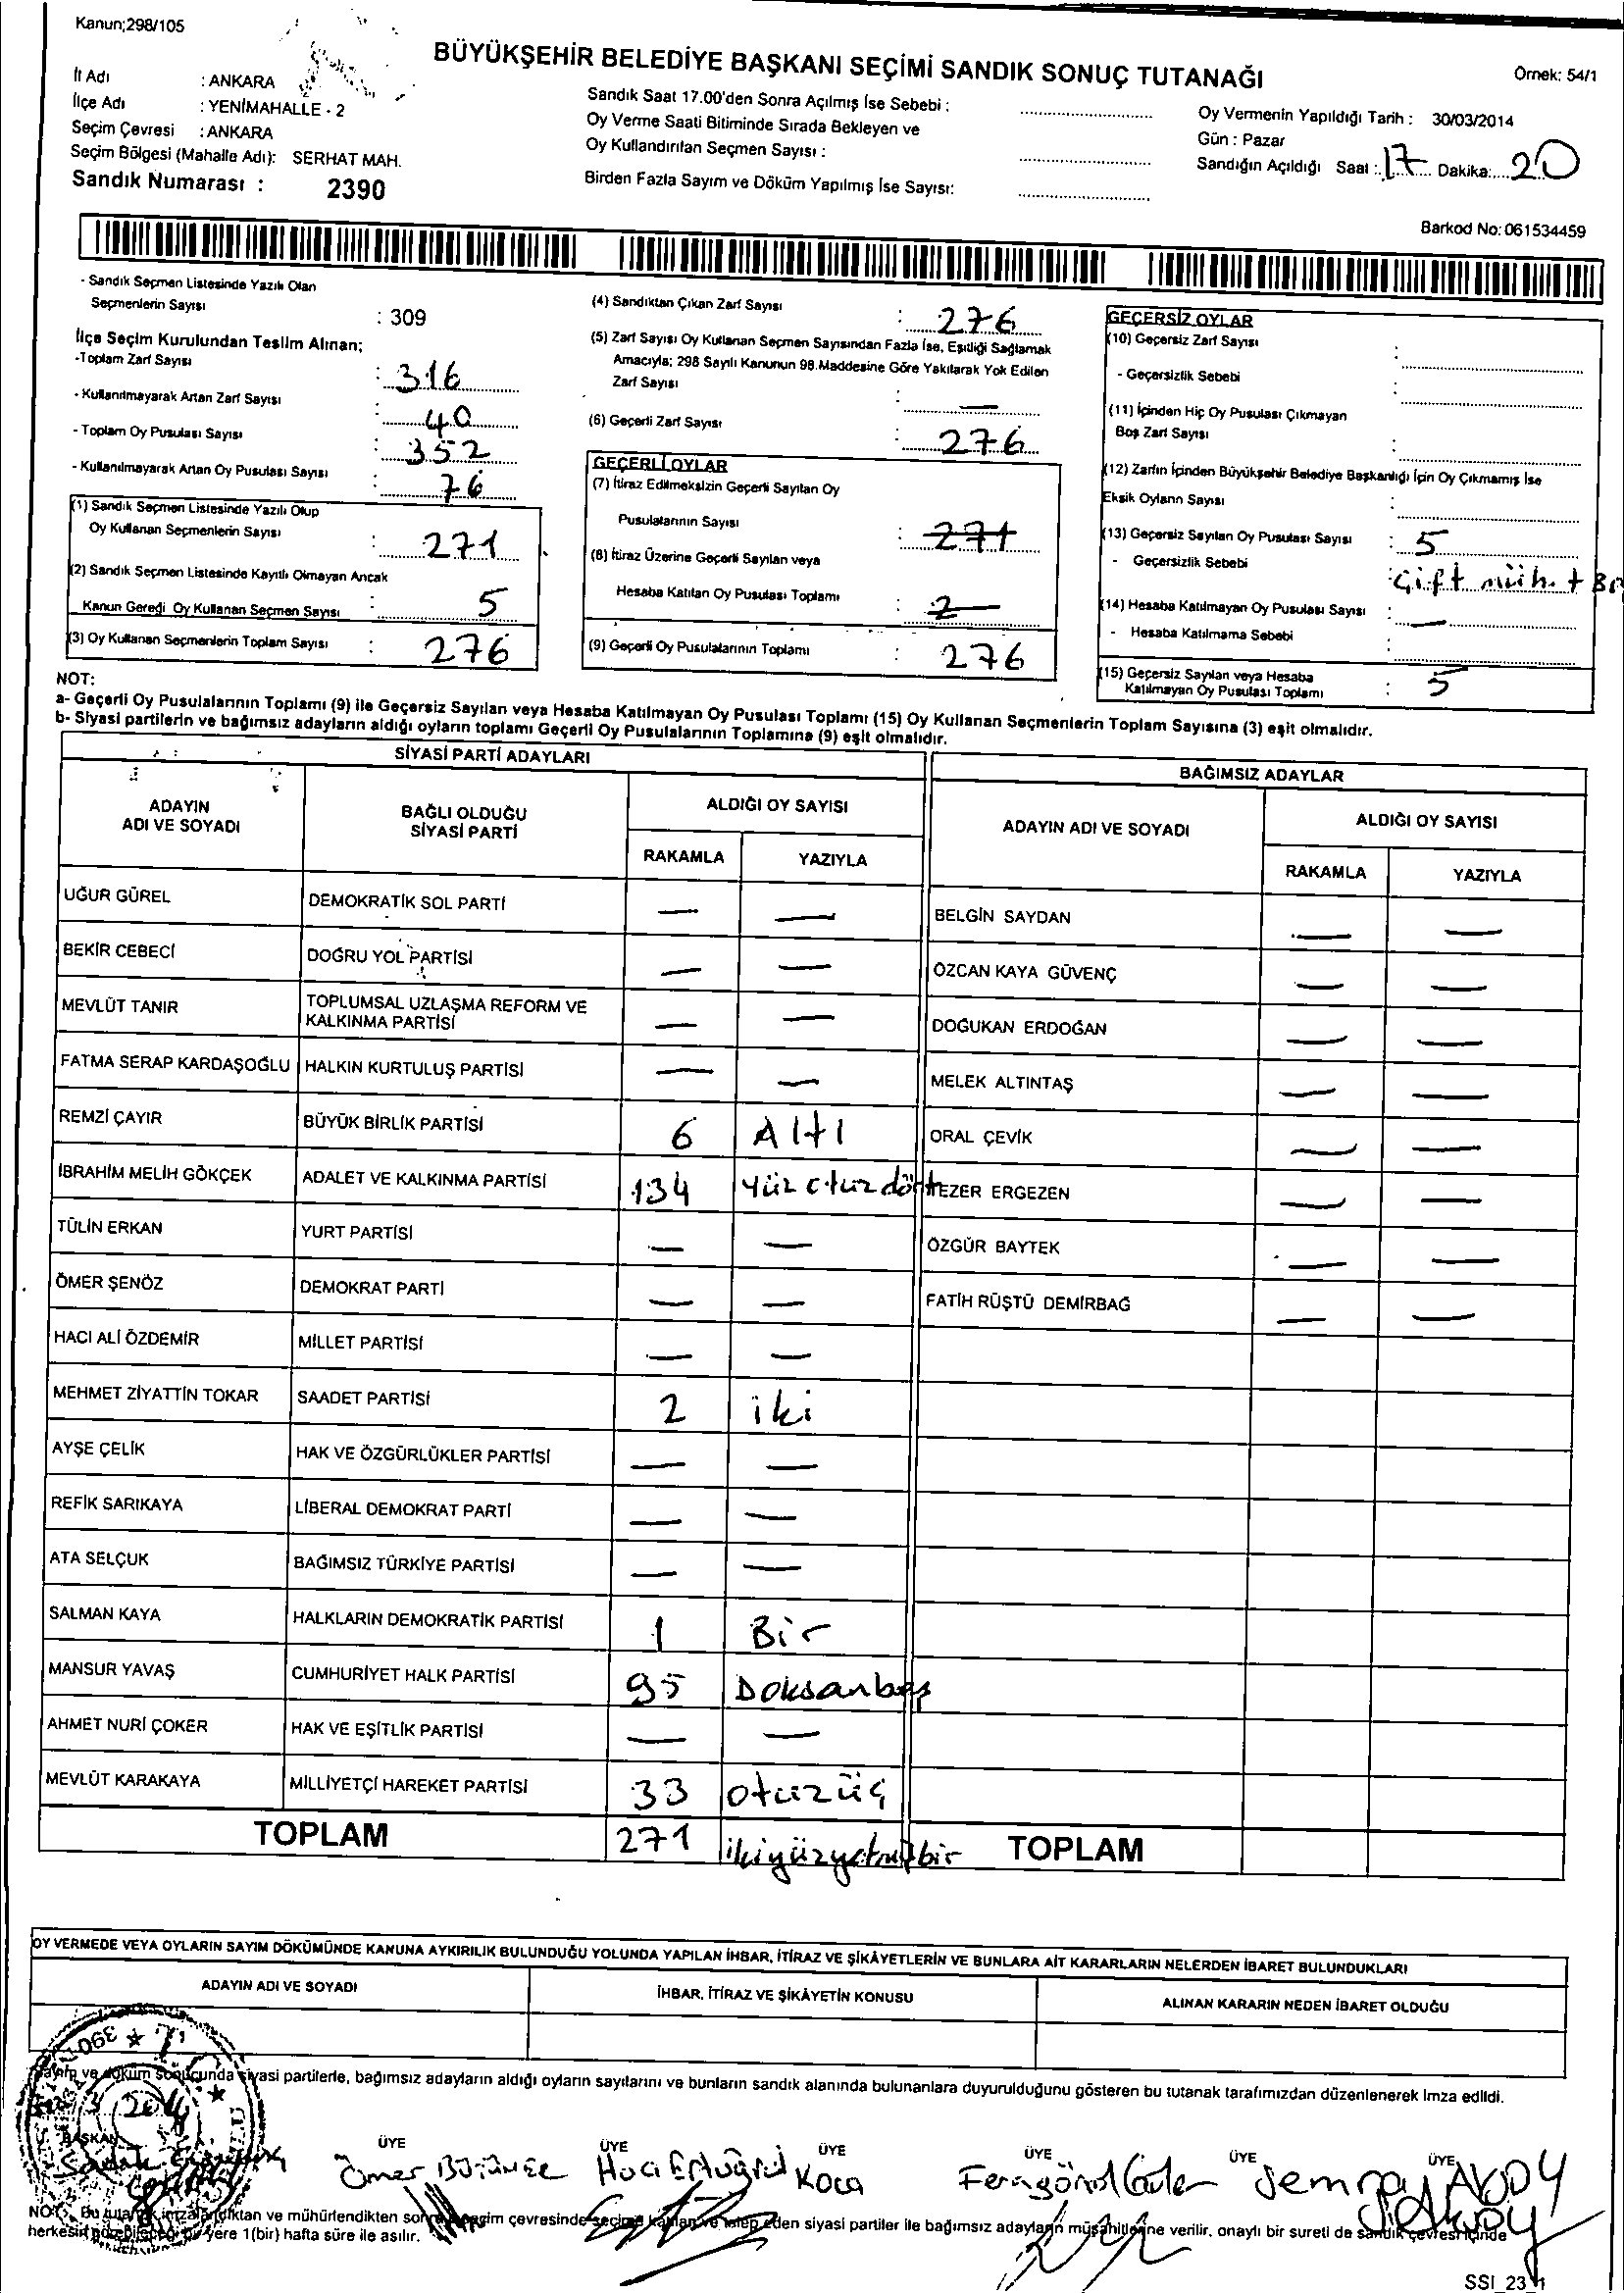 Kanun;298/105
BÜYÜKŞEHİR BELEDİYE BAŞKANI SEÇİMİ SANDIK SONUÇ TUTANAĞI
Örnek: 54/1
İl Adı : ANKARA
İlçe Adı : YENİMAHALLE - 2
Seçim Çevresi : ANKARA
Seçim Bölgesi (Mahalle Adı): SERHAT MAH.
Sandık Numarası : 2390
Sandık Saat 17.00'den Sonra Açılmış İse Sebebi :
Oy Verme Saati Bitiminde Sırada Bekleyen ve
Oy Kullandırılan Seçmen Sayısı :
Birden Fazla Sayım ve Döküm Yapılmış İse Sayısı:
Oy Vermenin Yapıldığı Tarih : 30/03/2014
Gün : Pazar
Sandığın Açıldığı Saat : 17 Dakika: 20
Barkod No: 061534459
- Sandık Seçmen Listesinde Yazılı Olan
Seçmenlerin Sayısı : 309
İlçe Seçim Kurulundan Teslim Alınan;
-Toplam Zarf Sayısı : 316
- Kullanılmayarak Artan Zarf Sayısı : 40
- Toplam Oy Pusulası Sayısı : 352
- Kullanılmayarak Artan Oy Pusulası Sayısı : 76
(1) Sandık Seçmen Listesinde Yazılı Olup
Oy Kullanan Seçmenlerin Sayısı : 271
(2) Sandık Seçmen Listesinde Kayıtlı Olmayan Ancak
Kanun Gereği Oy Kullanan Seçmen Sayısı : 5
(3) Oy Kullanan Seçmenlerin Toplam Sayısı : 276
(4) Sandıktan Çıkan Zarf Sayısı : 276
(5) Zarf Sayısı Oy Kullanan Seçmen Sayısından Fazla İse, Eşitliği Sağlamak
Amacıyla; 298 Sayılı Kanunun 98.Maddesine Göre Yakılarak Yok Edilen
Zarf Sayısı : —
(6) Geçerli Zarf Sayısı : 276
GEÇERLİ OYLAR
(7) İtiraz Edilmeksizin Geçerli Sayılan Oy
Pusulalarının Sayısı : 271
(8) İtiraz Üzerine Geçerli Sayılan veya
Hesaba Katılan Oy Pusulası Toplamı : 2
(9) Geçerli Oy Pusulalarının Toplamı : 276
GEÇERSİZ OYLAR
(10) Geçersiz Zarf Sayısı :
- Geçersizlik Sebebi :
(11) İçinden Hiç Oy Pusulası Çıkmayan
Boş Zarf Sayısı :
(12) Zarfın İçinden Büyükşehir Belediye Başkanlığı İçin Oy Çıkmamış İse
Eksik Oyların Sayısı :
(13) Geçersiz Sayılan Oy Pusulası Sayısı : 5
- Geçersizlik Sebebi : Çift müh. +
(14) Hesaba Katılmayan Oy Pusulası Sayısı : —
- Hesaba Katılmama Sebebi :
(15) Geçersiz Sayılan veya Hesaba
Katılmayan Oy Pusulası Toplamı : 5
NOT:
a- Geçerli Oy Pusulalarının Toplamı (9) ile Geçersiz Sayılan veya Hesaba Katılmayan Oy Pusulası Toplamı (15) Oy Kullanan Seçmenlerin Toplam Sayısına (3) eşit olmalıdır.
b- Siyasi partilerin ve bağımsız adayların aldığı oyların toplamı Geçerli Oy Pusulalarının Toplamına (9) eşit olmalıdır.
SİYASİ PARTİ ADAYLARI
ADAYIN ADI VE SOYADI BAĞLI OLDUĞU SİYASİ PARTİ ALDIĞI OY SAYISI
RAKAMLA YAZIYLA
UĞUR GÜREL DEMOKRATİK SOL PARTİ — —
BEKİR CEBECİ DOĞRU YOL PARTİSİ — —
MEVLÜT TANIR TOPLUMSAL UZLAŞMA REFORM VE KALKINMA PARTİSİ — —
FATMA SERAP KARDAŞOĞLU HALKIN KURTULUŞ PARTİSİ — —
REMZİ ÇAYIR BÜYÜK BİRLİK PARTİSİ 6 Altı
İBRAHİM MELİH GÖKÇEK ADALET VE KALKINMA PARTİSİ 134 yüz otuz dört
TÜLİN ERKAN YURT PARTİSİ — —
ÖMER ŞENÖZ DEMOKRAT PARTİ — —
HACI ALİ ÖZDEMİR MİLLET PARTİSİ — —
MEHMET ZİYATTİN TOKAR SAADET PARTİSİ 2 iki
AYŞE ÇELİK HAK VE ÖZGÜRLÜKLER PARTİSİ — —
REFİK SARIKAYA LİBERAL DEMOKRAT PARTİ — —
ATA SELÇUK BAĞIMSIZ TÜRKİYE PARTİSİ — —
SALMAN KAYA HALKLARIN DEMOKRATİK PARTİSİ 1 Bir
MANSUR YAVAŞ CUMHURİYET HALK PARTİSİ 95 Doksanbeş
AHMET NURİ ÇOKER HAK VE EŞİTLİK PARTİSİ — —
MEVLÜT KARAKAYA MİLLİYETÇİ HAREKET PARTİSİ 33 otuzüç
TOPLAM 271 ikiyüzyetmişbir
BAĞIMSIZ ADAYLAR
ADAYIN ADI VE SOYADI ALDIĞI OY SAYISI
RAKAMLA YAZIYLA
BELGİN SAYDAN — —
ÖZCAN KAYA GÜVENÇ — —
DOĞUKAN ERDOĞAN — —
MELEK ALTINTAŞ — —
ORAL ÇEVİK — —
EZER ERGEZEN — —
ÖZGÜR BAYTEK — —
FATİH RÜŞTÜ DEMİRBAĞ — —
TOPLAM
OY VERMEDE VEYA OYLARIN SAYIM DÖKÜMÜNDE KANUNA AYKIRILIK BULUNDUĞU YOLUNDA YAPILAN İHBAR, İTİRAZ VE ŞİKÂYETLERİN VE BUNLARA AİT KARARLARIN NELERDEN İBARET BULUNDUKLARI
ADAYIN ADI VE SOYADI İHBAR, İTİRAZ VE ŞİKÂYETİN KONUSU ALINAN KARARIN NEDEN İBARET OLDUĞU
Sayım ve döküm sonucunda siyasi partilerle, bağımsız adayların aldığı oyların sayılarını ve bunların sandık alanında bulunanlara duyurulduğunu gösteren bu tutanak tarafımızdan düzenlenerek imza edildi.
BAŞKAN ÜYE ÜYE ÜYE ÜYE ÜYE ÜYE
Ömer Hacı Ertuğrul Koca Semra AKSOY
NOT: Bu tutanak imzalandıktan ve mühürlendikten sonra seçim çevresinde seçime katılan ve talep eden siyasi partiler ile bağımsız adayların müşahitlerine verilir, onaylı bir sureti de sandık çevresi içinde
herkesin görebileceği bir yere 1(bir) hafta süre ile asılır.
SSI_23_1